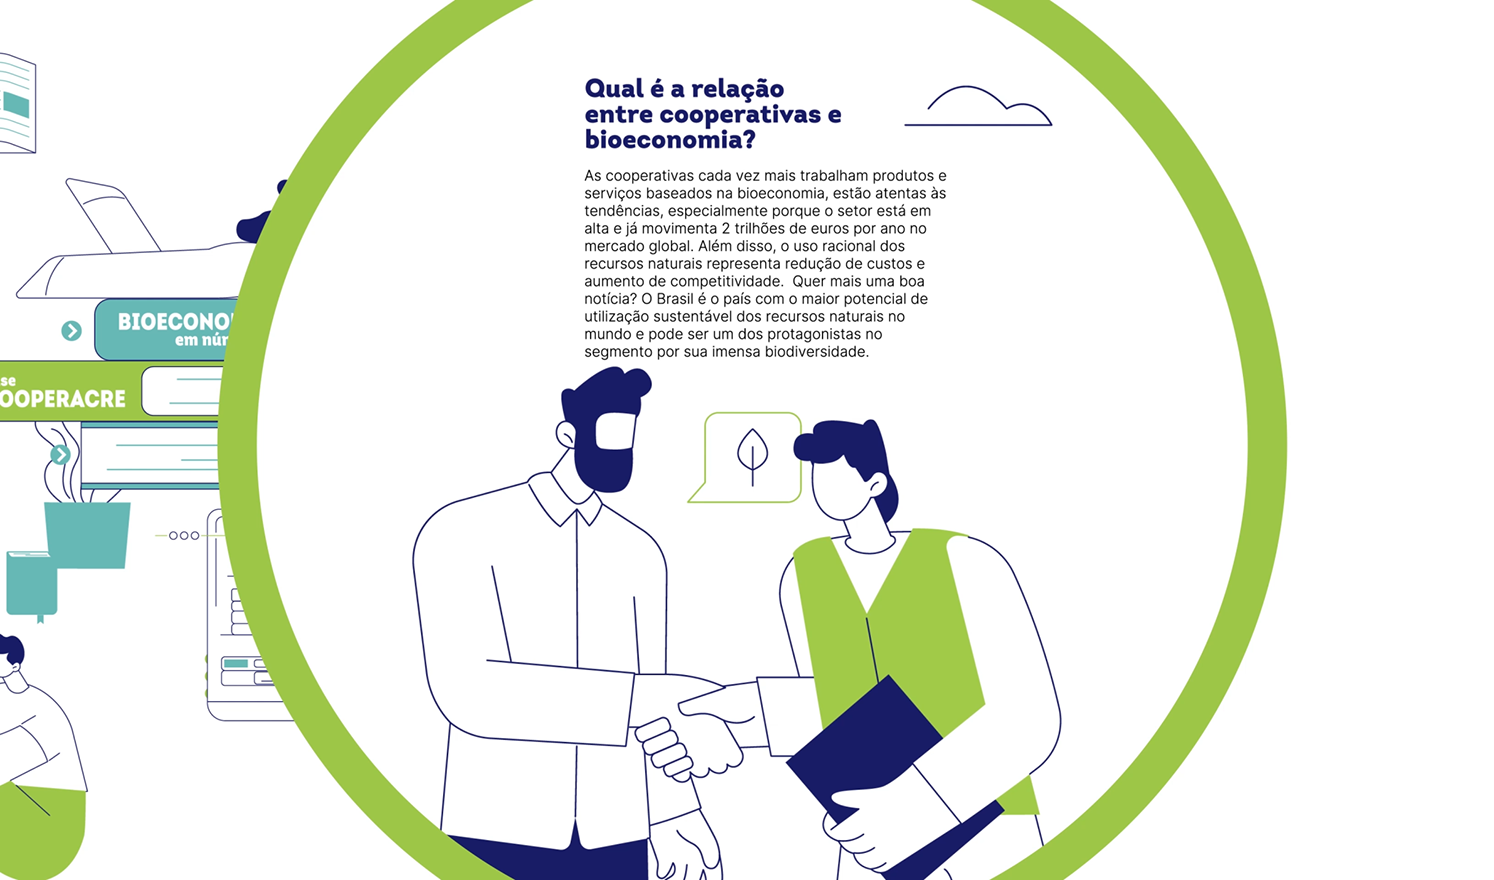 Qual é a relação
entre cooperativas e
bioeconomia?
As cooperativas cada vez mais trabalham produtos e
serviços baseados na bioeconomia, estão atentas às
tendências, especialmente porque o setor está em
alta e já movimenta 2 trilhões de euros por ano no
mercado global. Além disso, o uso racional dos
recursos naturais representa redução de custos e
aumento de competitividade.  Quer mais uma boa
notícia? O Brasil é o país com o maior potencial de
utilização sustentável dos recursos naturais no
mundo e pode ser um dos protagonistas no
segmento por sua imensa biodiversidade.
BIOECONO
em núr
se
OOPERACRE